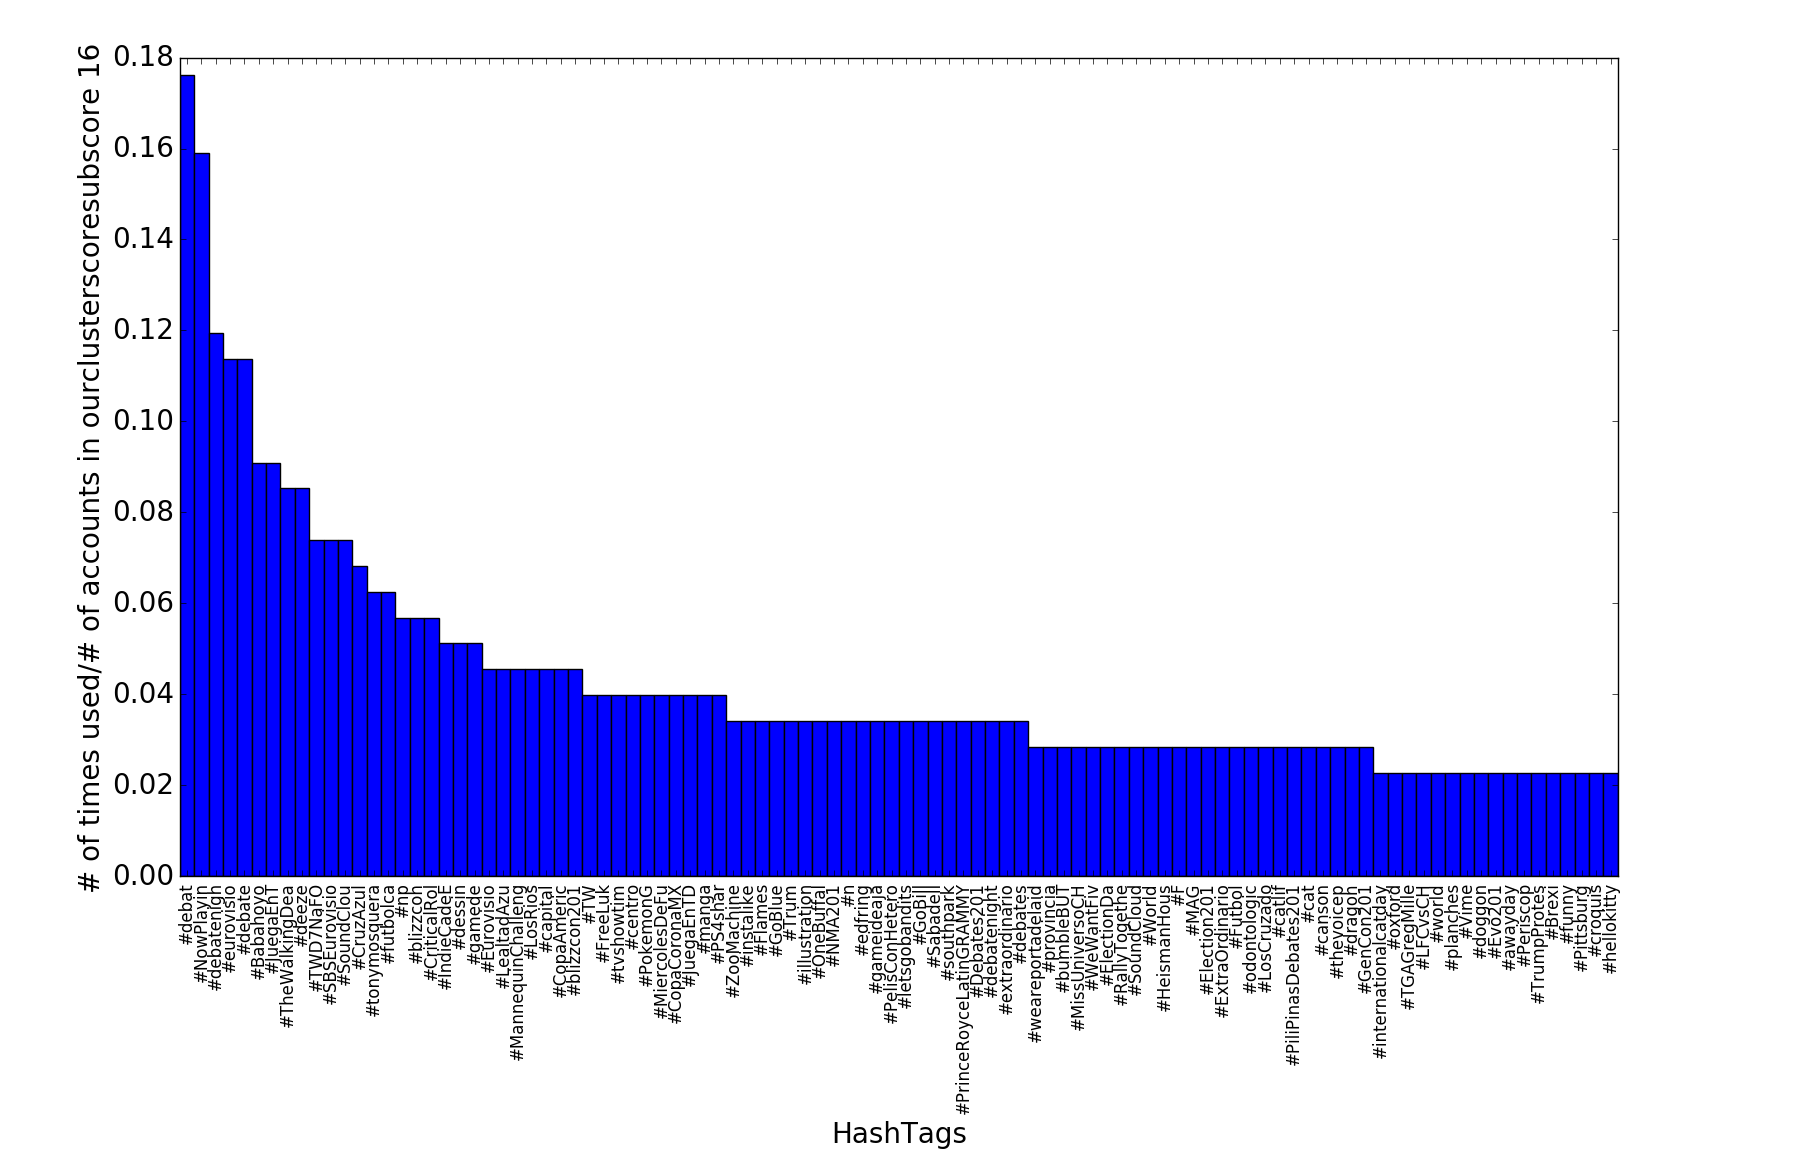 # of times used/# of accounts in ourclusterscoresubscore 16
0.18
0.16
0.14
0.12
0.10
0.08
0.06
0.04
0.02
0.00
#debat
#NowPlayin
#debatenigh
#eurovisio
#debate
#Babahoyo
#JuegaEnT
#TheWalkingDea
#deeze
#TWD7NaFO
#SBSEurovisio
#SoundClou
#CruzAzul
#tonymosquera
#futbolca
#np
#blizzcon
#CriticalRol
#IndieCadeE
#dessin
#gamede
#Eurovisio
#LealtadAzu
#MannequinChalleng
#LosRios
#capital
#CopaAmeric
#blizzcon201
#TW
#FreeLuk
#tvshowtim
#centro
#PokemonG
#MiercolesDeFu
#CopaCoronaMX
#JuegaEnTD
#manga
#PS4shar
#ZooMachine
#instalike
#Flames
#GoBlue
#Trum
#illustration
#OneBuffal
#NMA201
#n
#edfring
#gameideaja
#PelisConHetero
#letsgobandits
#GoBill
#Sabadell
#southpark
#PrinceRoyceLatinGRAMMY
#Debates201
#debatenight
#extraordinario
#debates
#weareportadelaid
#provincia
#bumbleBUT
#MissUniversoCH
#WeWantEnv
#ElectionDa
#RallyTogethe
#SoundCloud
#World
#HeismanHous
#F
#MAG
#Election201
#ExtraOrdinario
#Futbol
#odontologic
#LosCruzado
#catlif
#PiliPinasDebates201
#cat
#canson
#theyoicep
#dragon
#GenCon201
#internationalcatday
#oxford
#TGAGregMille
#LFCvsCH
#world
#planches
#Vime
#doggon
#Evo201
#awayday
#Periscop
#TrumpProtes
#Brexi
#funny
#Pittsburg
#croquis
#hellokitty
HashTags